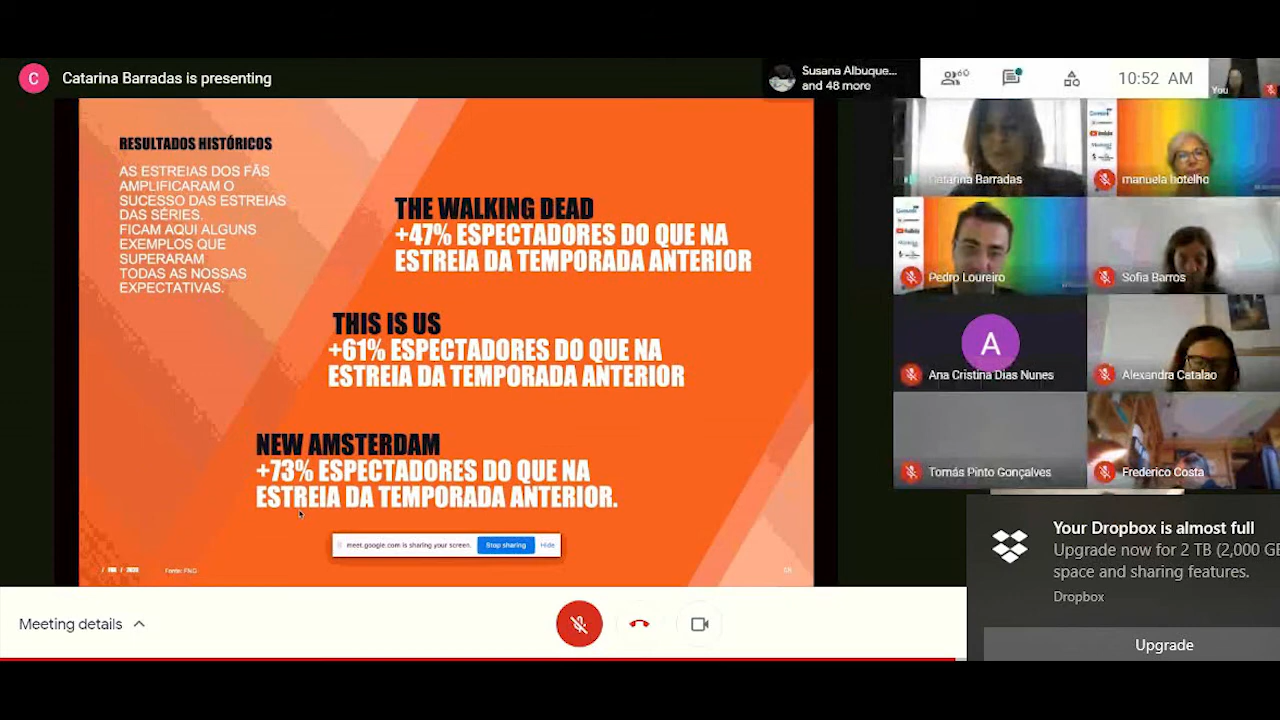 C
Catarina Barradas is presenting
Susana Albuque...
and 48 more
60
10:52 AM
You
RESULTADOS HISTÓRICOS
AS ESTREIAS DOS FÃS
AMPLIFICARAM O
SUCESSO DAS ESTREIAS
DAS SÉRIES.
FICAM AQUI ALGUNS
EXEMPLOS QUE
SUPERARAM
TODAS AS NOSSAS
EXPECTATIVAS.
THE WALKING DEAD
+47% ESPECTADORES DO QUE NA
ESTREIA DA TEMPORADA ANTERIOR
THIS IS US
+61% ESPECTADORES DO QUE NA
ESTREIA DA TEMPORADA ANTERIOR
NEW AMSTERDAM
+73% ESPECTADORES DO QUE NA
ESTREIA DA TEMPORADA ANTERIOR.
meet.google.com is sharing your screen.
Stop sharing
Hide
Catarina Barradas
manuela botelho
Pedro Loureiro
Sofia Barros
A
Ana Cristina Dias Nunes
Alexandra Catalao
Tomás Pinto Gonçalves
Frederico Costa
Your Dropbox is almost full
Upgrade now for 2 TB (2,000 GB
space and sharing features.
Dropbox
Upgrade
Meeting details